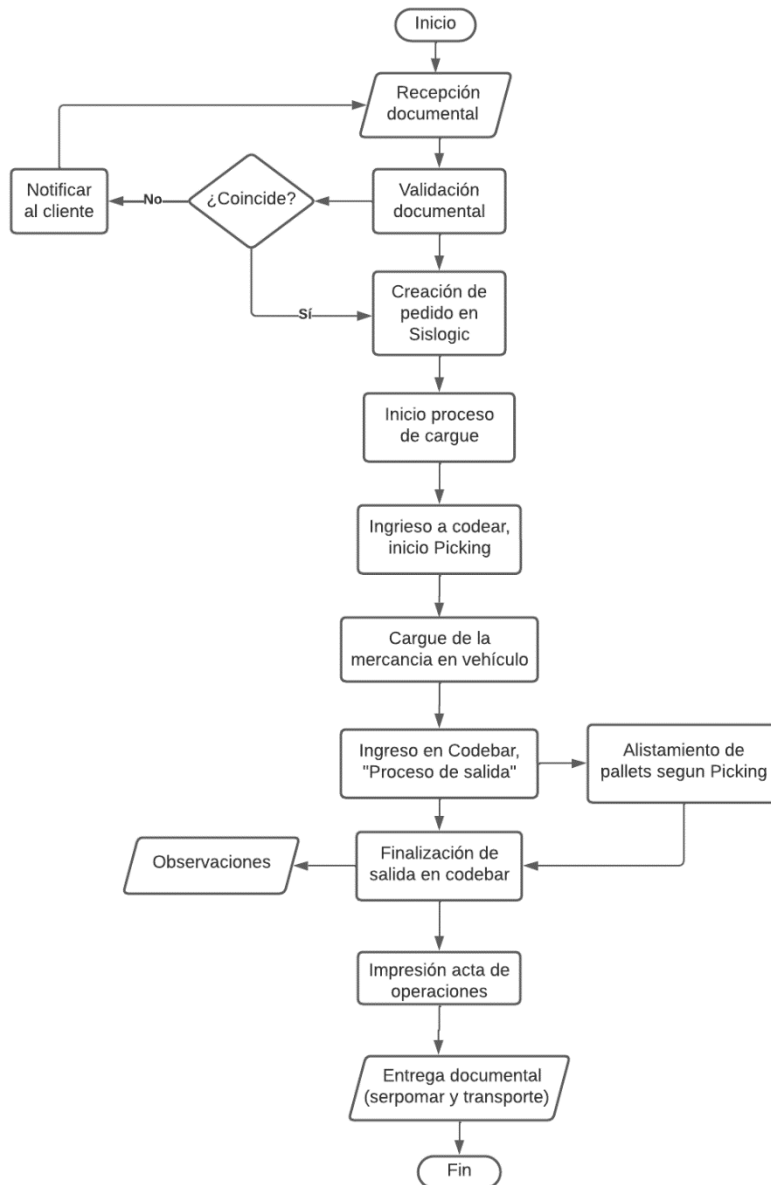 Inicio
Recepción
documental
Notificar
al cliente
No
¿Coincide?
Validación
documental
Sí
Creación de
pedido en
Sislogic
Inicio proceso
de cargue
Ingrieso a codear,
inicio Picking
Cargue de la
mercancia en vehículo
Ingreso en Codebar,
"Proceso de salida"
Alistamiento de
pallets segun Picking
Observaciones
Finalización de
salida en codebar
Impresión acta de
operaciones
Entrega documental
(serpomar y transporte)
Fin